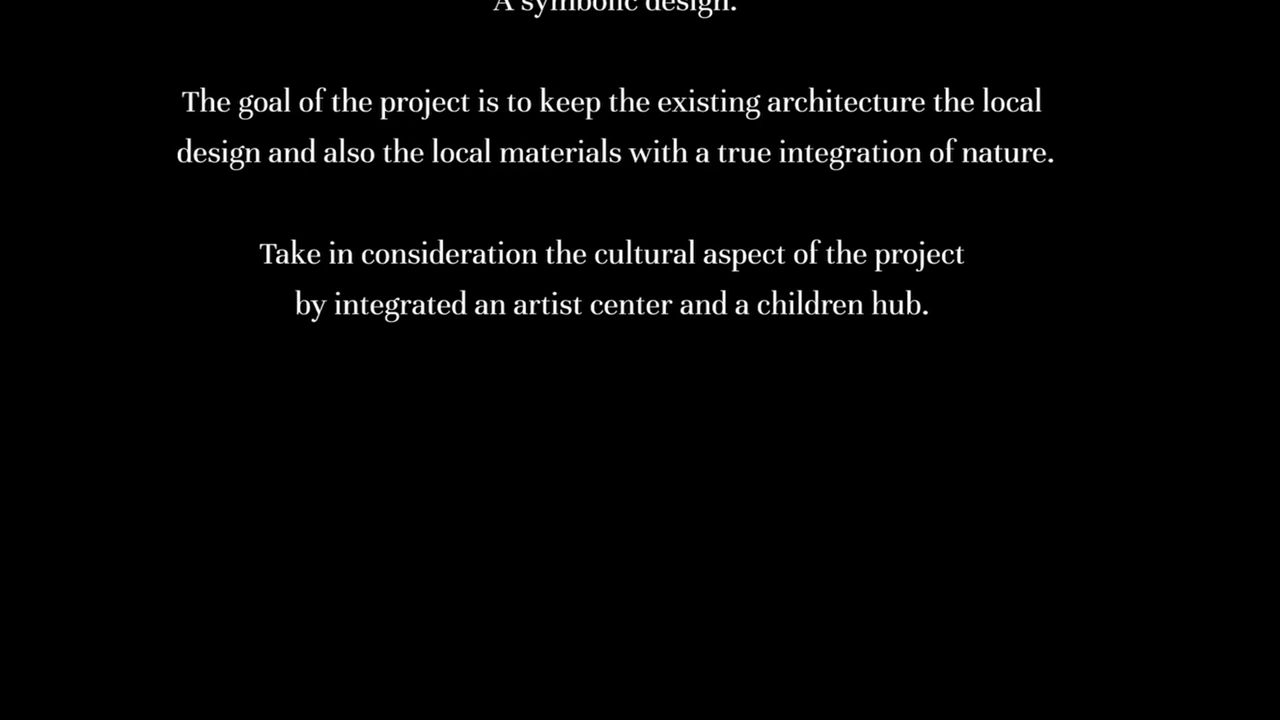 A symbolic design.
The goal of the project is to keep the existing architecture the local
design and also the local materials with a true integration of nature.
Take in consideration the cultural aspect of the project
by integrated an artist center and a children hub.